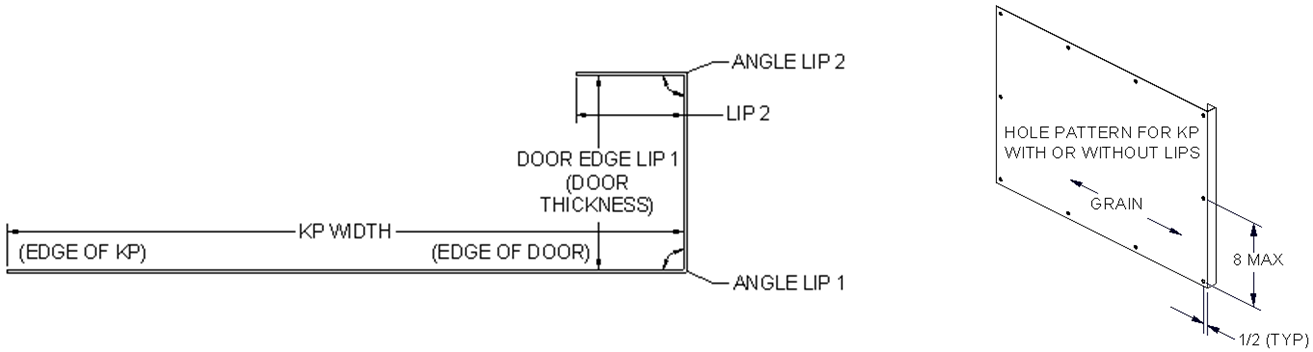 ANGLE LIP 2
LIP 2
DOOR EDGE LIP 1
(DOOR
THICKNESS)
KP WIDTH
(EDGE OF KP)
(EDGE OF DOOR)
ANGLE LIP 1
HOLE PATTERN FOR KP
WITH OR WITHOUT LIPS
GRAIN
8 MAX
1/2 (TYP)